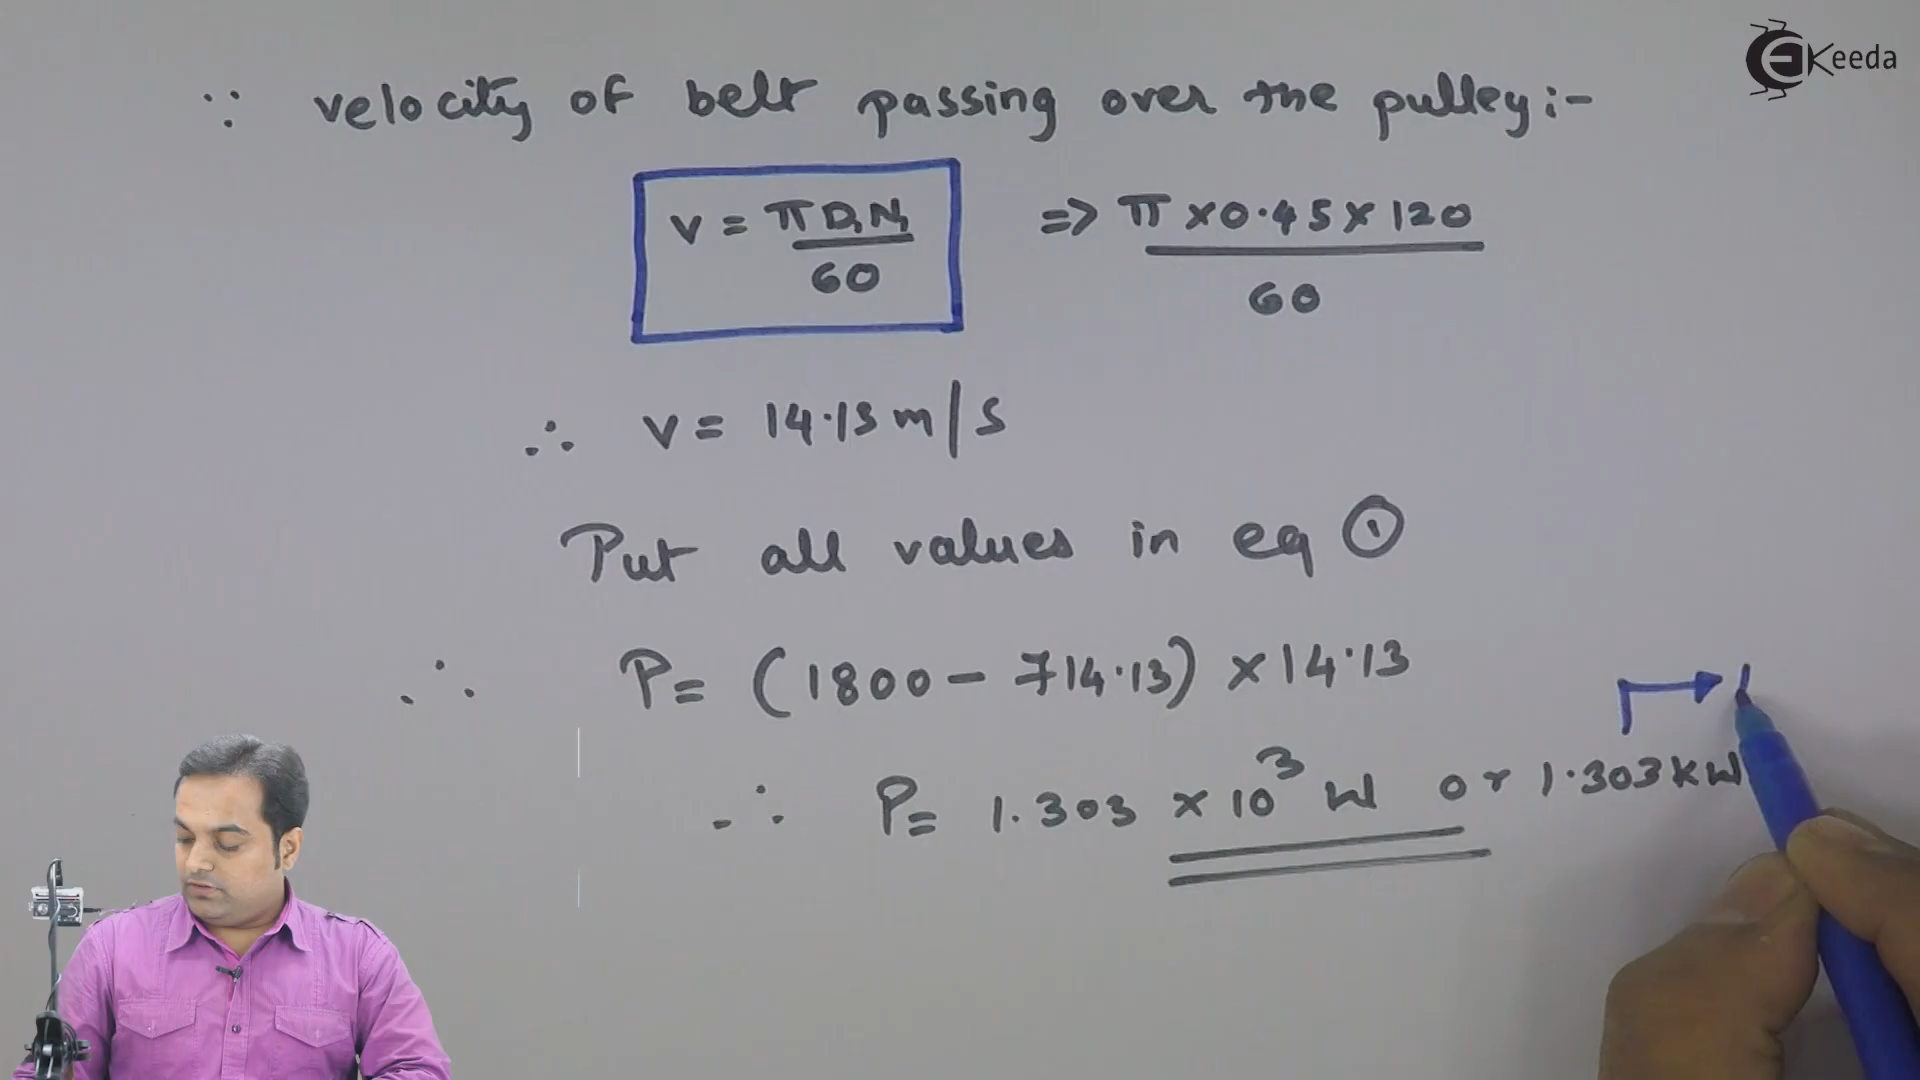 EKeeda
∵ velocity of belt passing over the pulley:-
v = πD₁N₁/60 => π×0.45×120/60
∴ v = 14.13 m/s
Put all values in eq ①
∴ P = (1800 - 714.13) × 14.13
∴ P = 1.303 × 10³ W or 1.303 kW